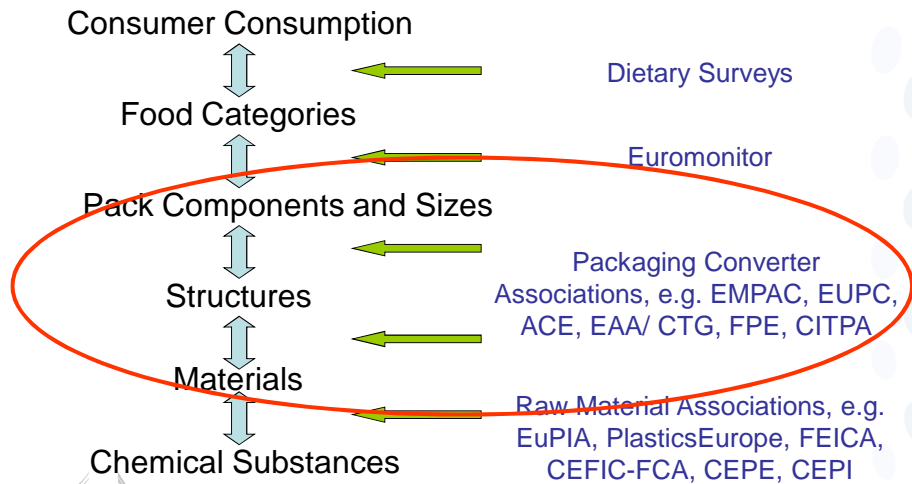 Consumer Consumption
Dietary Surveys
Food Categories
Euromonitor
Pack Components and Sizes
Packaging Converter
Associations, e.g. EMPAC, EUPC,
ACE, EAA/ CTG, FPE, CITPA
Structures
Materials
Raw Material Associations, e.g.
EuPIA, PlasticsEurope, FEICA,
CEFIC-FCA, CEPE, CEPI
Chemical Substances